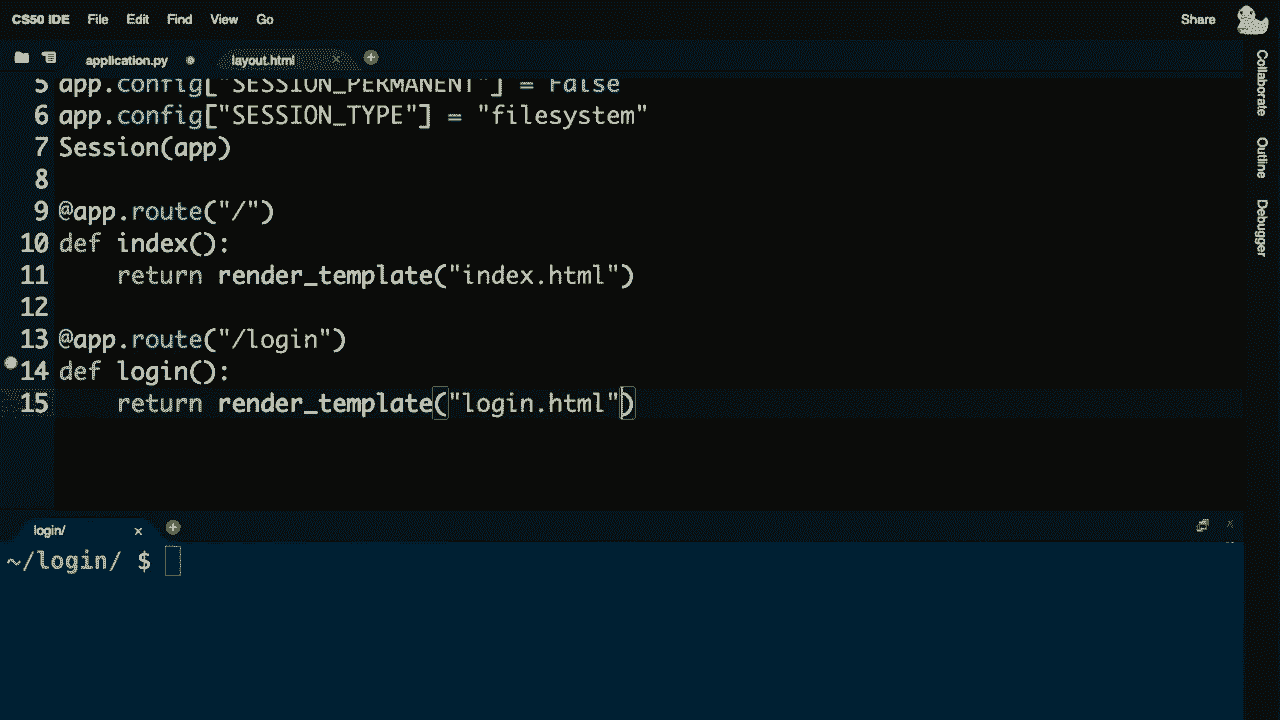 CS50 IDE File Edit Find View Go Share
application.py layout.html
5 app.config["SESSION_PERMANENT"] = False
6 app.config["SESSION_TYPE"] = "filesystem"
7 Session(app)
8
9 @app.route("/")
10 def index():
11 return render_template("index.html")
12
13 @app.route("/login")
14 def login():
15 return render_template("login.html")
Collaborate
Outline
Debugger
login/
~/login/ $